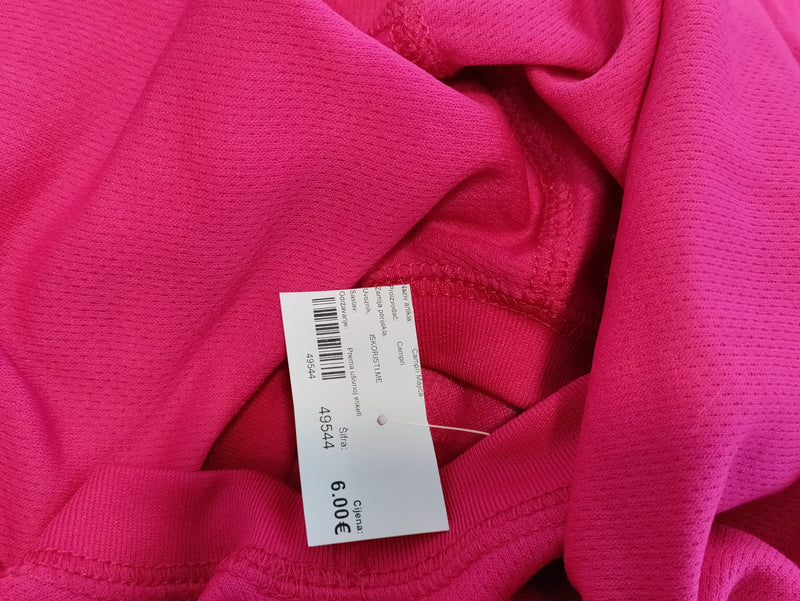 Naziv artikla: Campri Majica
Proizvođač: Campri
Zemlja porijekla:
Uvoznik: ISKORISTI.ME
Sastav:
Održavanje: Prema ušivnoj etiketi
49544
Šifra:
49544
Cijena:
6.00€